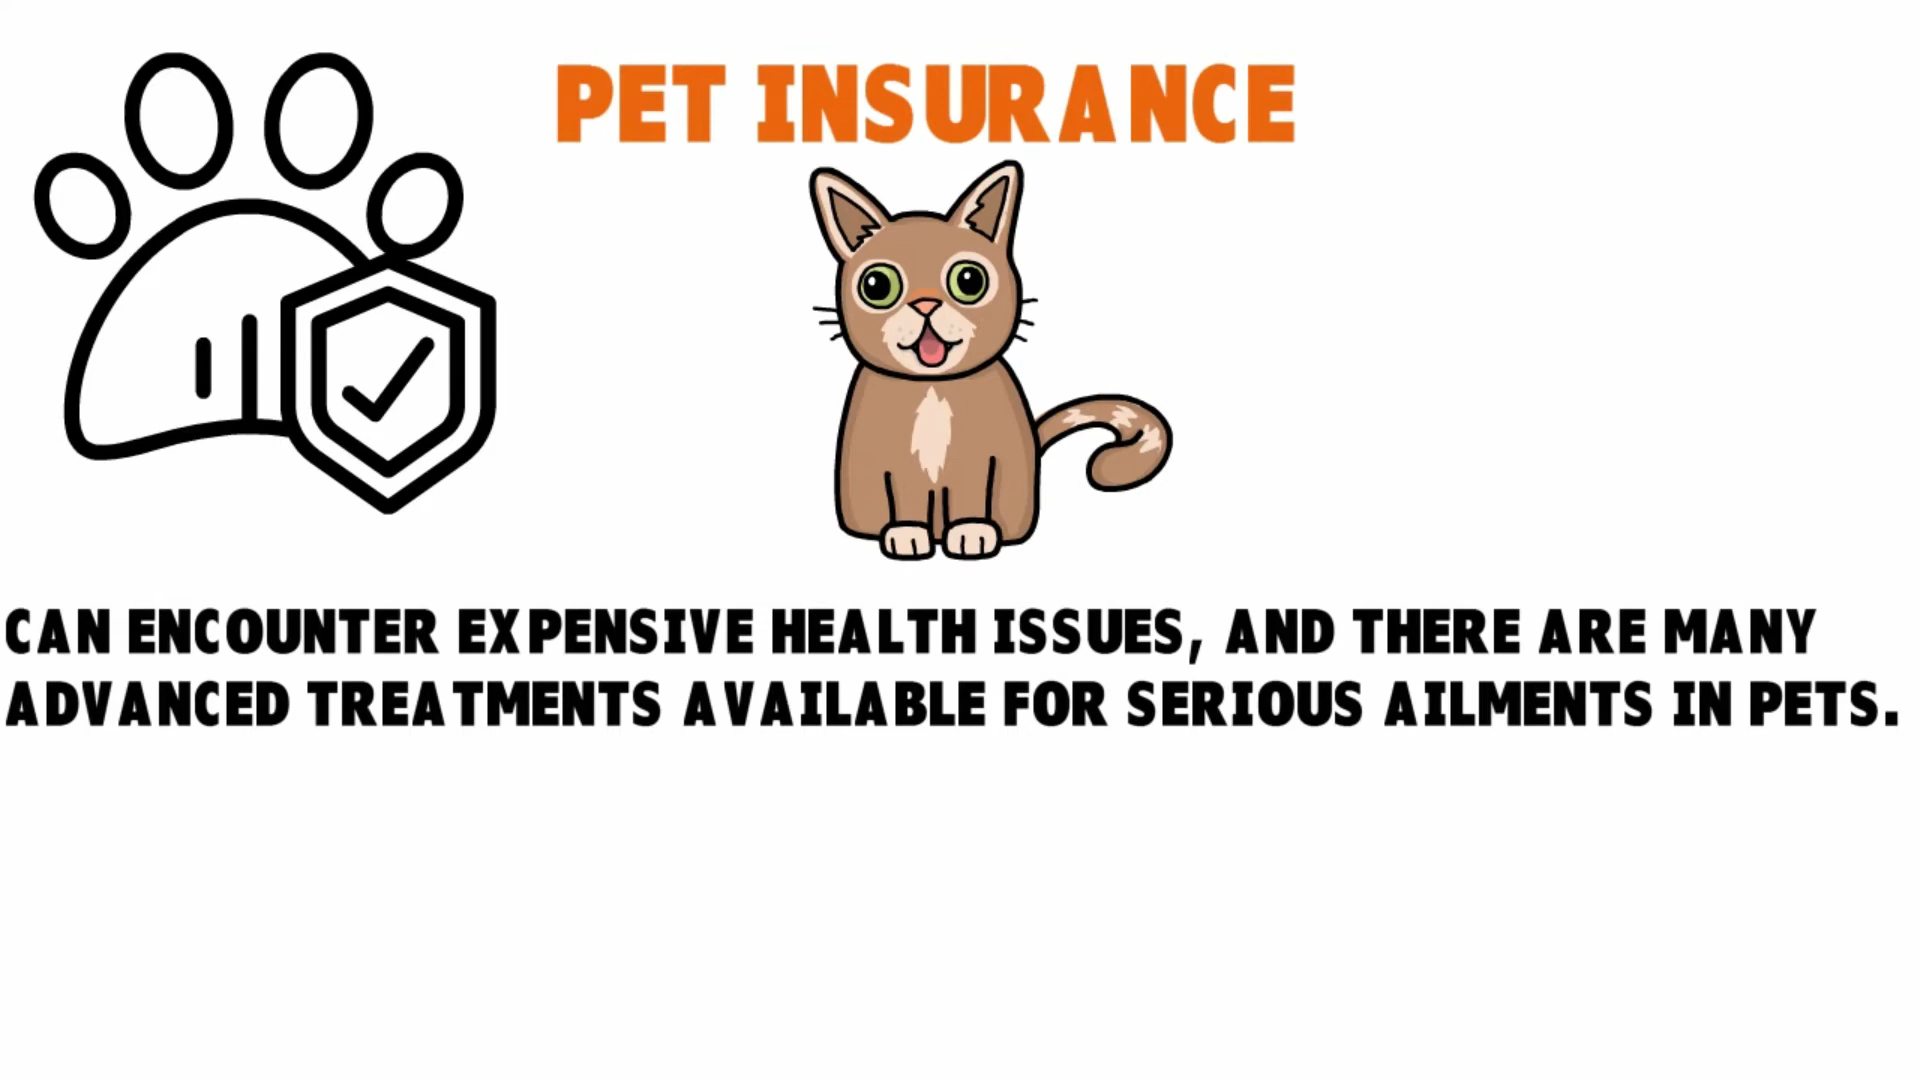 PET INSURANCE
CAN ENCOUNTER EXPENSIVE HEALTH ISSUES, AND THERE ARE MANY
ADVANCED TREATMENTS AVAILABLE FOR SERIOUS AILMENTS IN PETS.